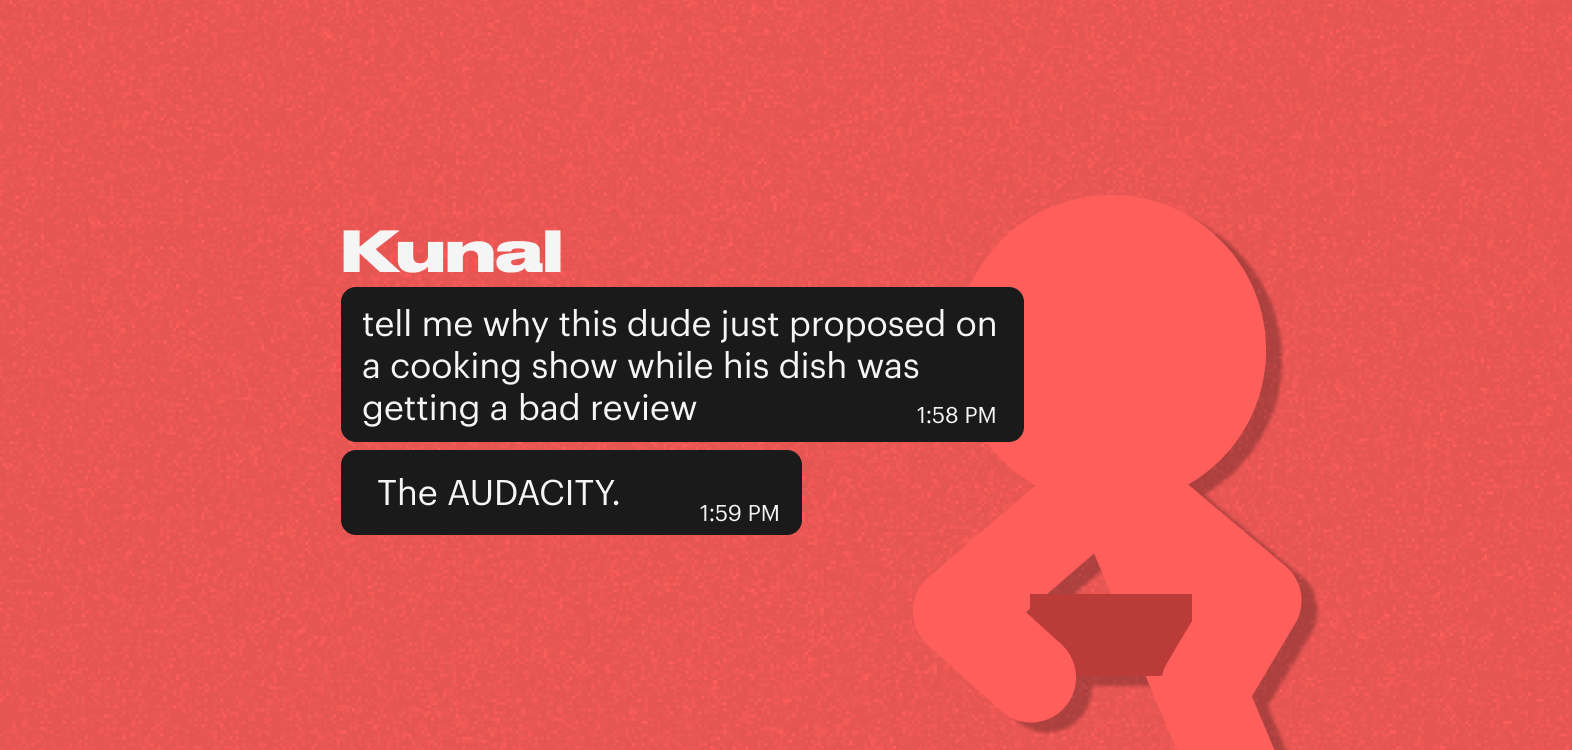 Kunal
tell me why this dude just proposed on
a cooking show while his dish was
getting a bad review
1:58 PM
The AUDACITY.
1:59 PM